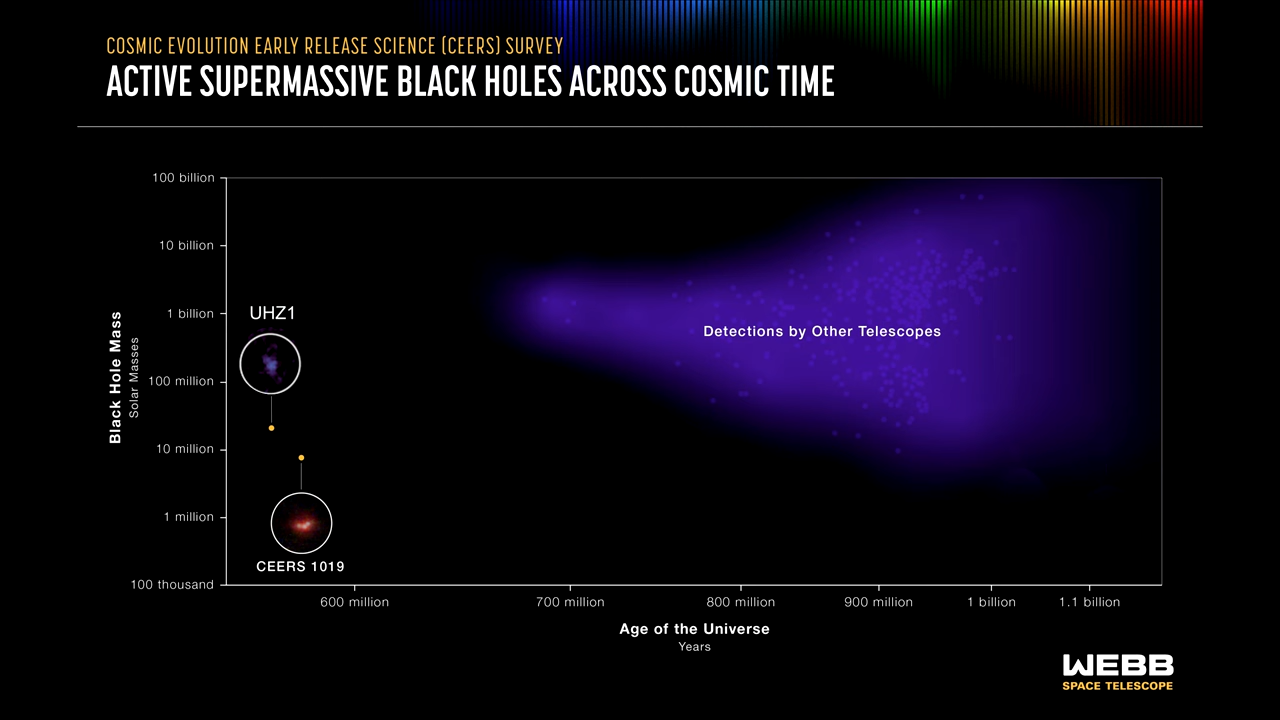 COSMIC EVOLUTION EARLY RELEASE SCIENCE (CEERS) SURVEY
ACTIVE SUPERMASSIVE BLACK HOLES ACROSS COSMIC TIME
100 billion
10 billion
1 billion
100 million
10 million
1 million
100 thousand
Black Hole Mass
Solar Masses
UHZ1
CEERS 1019
Detections by Other Telescopes
600 million
700 million
800 million
900 million
1 billion
1.1 billion
Age of the Universe
Years
WEBB
SPACE TELESCOPE